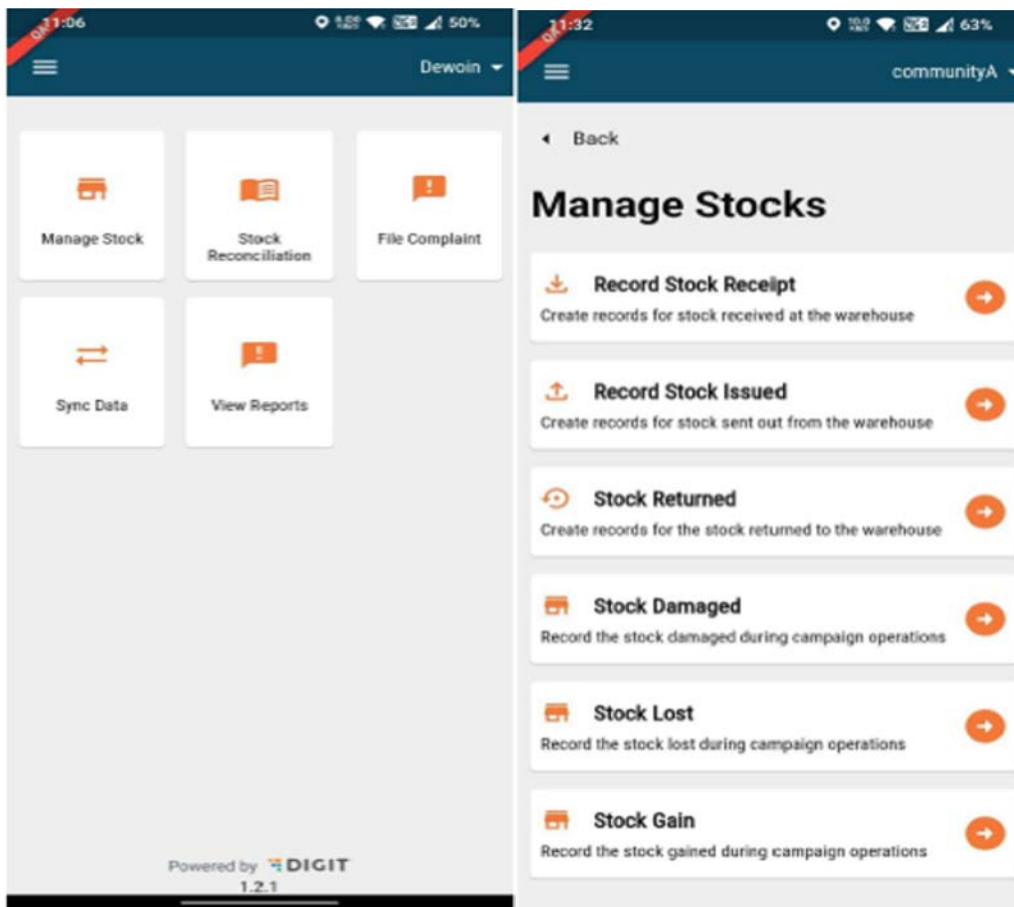 QA
11:06
50%
Dewoin
Manage Stock
Stock
Reconciliation
File Complaint
Sync Data
View Reports
Powered by DIGIT
1.2.1
QA
11:32
63%
communityA
Back
Manage Stocks
Record Stock Receipt
Create records for stock received at the warehouse
Record Stock Issued
Create records for stock sent out from the warehouse
Stock Returned
Create records for the stock returned to the warehouse
Stock Damaged
Record the stock damaged during campaign operations
Stock Lost
Record the stock lost during campaign operations
Stock Gain
Record the stock gained during campaign operations